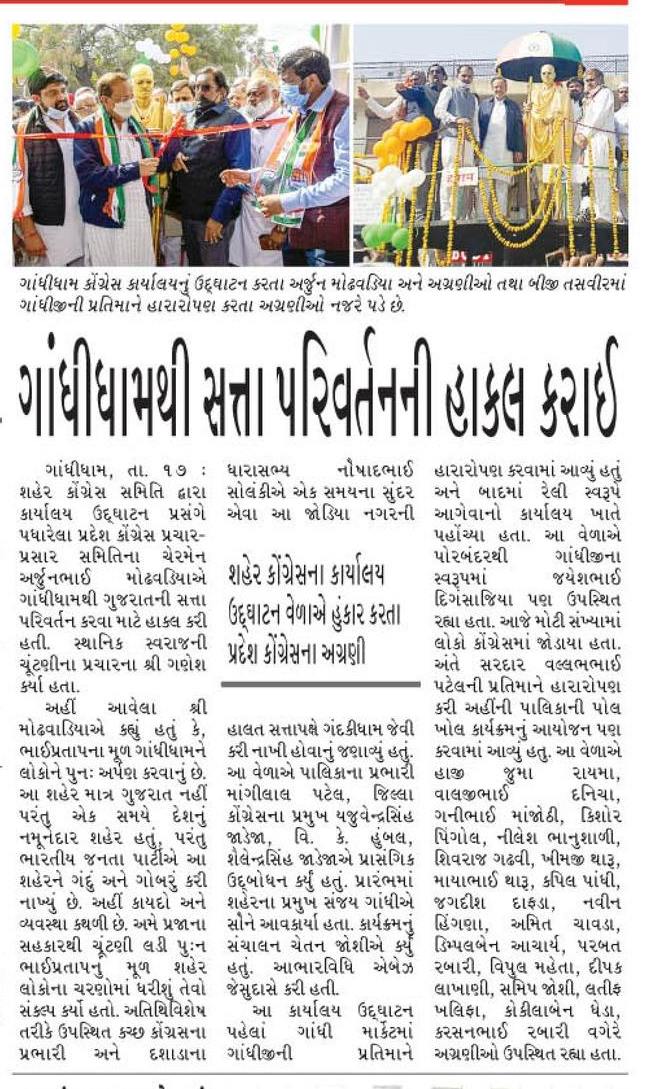 ગાંધીધામ કોંગ્રેસ કાર્યાલયનું ઉદ્ઘાટન કરતા અર્જુન મોઢવડિયા અને અગ્રણીઓ તથા બીજી તસવીરમાં
ગાંધીજીની પ્રતિમાને હારારોપણ કરતા અગ્રણીઓ નજરે પડે છે.
ગાંધીધામથી સત્તા પરિવર્તનની હાકલ કરાઈ
ગાંધીધામ, તા. ૧૭ :
શહેર કોંગ્રેસ સમિતિ દ્વારા
કાર્યાલય ઉદ્ઘાટન પ્રસંગે
પધારેલા પ્રદેશ કોંગ્રેસ પ્રચાર-
પ્રસાર સમિતિના ચેરમેન
અર્જુનભાઈ મોઢવડિયાએ
ગાંધીધામથી ગુજરાતની સત્તા
પરિવર્તન કરવા માટે હાકલ કરી
હતી. સ્થાનિક સ્વરાજની
ચૂંટણીના પ્રચારના શ્રી ગણેશ
કર્યા હતા.
અહીં આવેલા શ્રી
મોઢવાડિયાએ કહ્યું હતું કે,
ભાઈપ્રતાપના મૂળ ગાંધીધામને
લોકોને પુનઃ અર્પણ કરવાનું છે.
આ શહેર માત્ર ગુજરાત નહીં
પરંતુ એક સમયે દેશનું
નમૂનેદાર શહેર હતું, પરંતુ
ભારતીય જનતા પાર્ટીએ આ
શહેરને ગંદું અને ગોબરું કરી
નાખ્યું છે. અહીં કાયદો અને
વ્યવસ્થા કથળી છે. અમે પ્રજાના
સહકારથી ચૂંટણી લડી પુઃન
ભાઈપ્રતાપનું મૂળ શહેર
લોકોના ચરણોમાં ધરીશું તેવો
સંકલ્પ કર્યો હતો. અતિથિવિશેષ
તરીકે ઉપસ્થિત કચ્છ કોંગ્રેસના
પ્રભારી અને દશાડાના
ધારાસભ્ય નૌષાદભાઈ
સોલંકીએ એક સમયના સુંદર
એવા આ જોડિયા નગરની
શહેર કોંગ્રેસના કાર્યાલય
ઉદ્ઘાટન વેળાએ હુંકાર કરતા
પ્રદેશ કોંગ્રેસના અગ્રણી
હાલત સત્તાપક્ષે ગંદકીધામ જેવી
કરી નાખી હોવાનું જણાવ્યું હતું.
આ વેળાએ પાલિકાના પ્રભારી
માંગીલાલ પટેલ, જિલ્લા
કોંગ્રેસના પ્રમુખ યજુવેન્દ્રસિંહ
જાડેજા, વિ. કે. હુંબલ,
શૈલેન્દ્રસિંહ જાડેજાએ પ્રાસંગિક
ઉદ્બોધન કર્યું હતું. પ્રારંભમાં
શહેરના પ્રમુખ સંજય ગાંધીએ
સૌને આવકાર્યા હતા. કાર્યક્રમનું
સંચાલન ચેતન જોશીએ કર્યું
હતું. આભારવિધિ એબેઝ
જેસુદાસે કરી હતી.
આ કાર્યાલય ઉદ્ઘાટન
પહેલાં ગાંધી માર્કેટમાં
ગાંધીજીની પ્રતિમાને
હારારોપણ કરવામાં આવ્યું હતું
અને બાદમાં રેલી સ્વરૂપે
આગેવાનો કાર્યાલય ખાતે
પહોંચ્યા હતા. આ વેળાએ
પોરબંદરથી ગાંધીજીના
સ્વરૂપમાં જયેશભાઈ
દિગેસાજિયા પણ ઉપસ્થિત
રહ્યા હતા. આજે મોટી સંખ્યામાં
લોકો કોંગ્રેસમાં જોડાયા હતા.
અંતે સરદાર વલ્લભભાઈ
પટેલની પ્રતિમાને હારારોપણ
કરી અહીંની પાલિકાની પોલ
ખોલ કાર્યક્રમનું આયોજન પણ
કરવામાં આવ્યું હતું. આ વેળાએ
હાજી જુમા રાયમા,
વાલજીભાઈ દનિચા,
ગનીભાઈ માંજોઠી, કિશોર
પિંગોલ, નીલેશ ભાનુશાળી,
શિવરાજ ગઢવી, ખીમજી થારૂ,
માયાભાઈ થારૂ, કપિલ પાંધી,
જગદીશ દાફડા, નવીન
હિંગણા, અમિત ચાવડા,
ડિમ્પલબેન આચાર્ય, પરબત
રબારી, વિપુલ મહેતા, દીપક
લાખાણી, સમિપ જોશી, લતીફ
ખલિફા, કોકીલાબેન ધેડા,
કરસનભાઈ રબારી વગેરે
અગ્રણીઓ ઉપસ્થિત રહ્યા હતા.